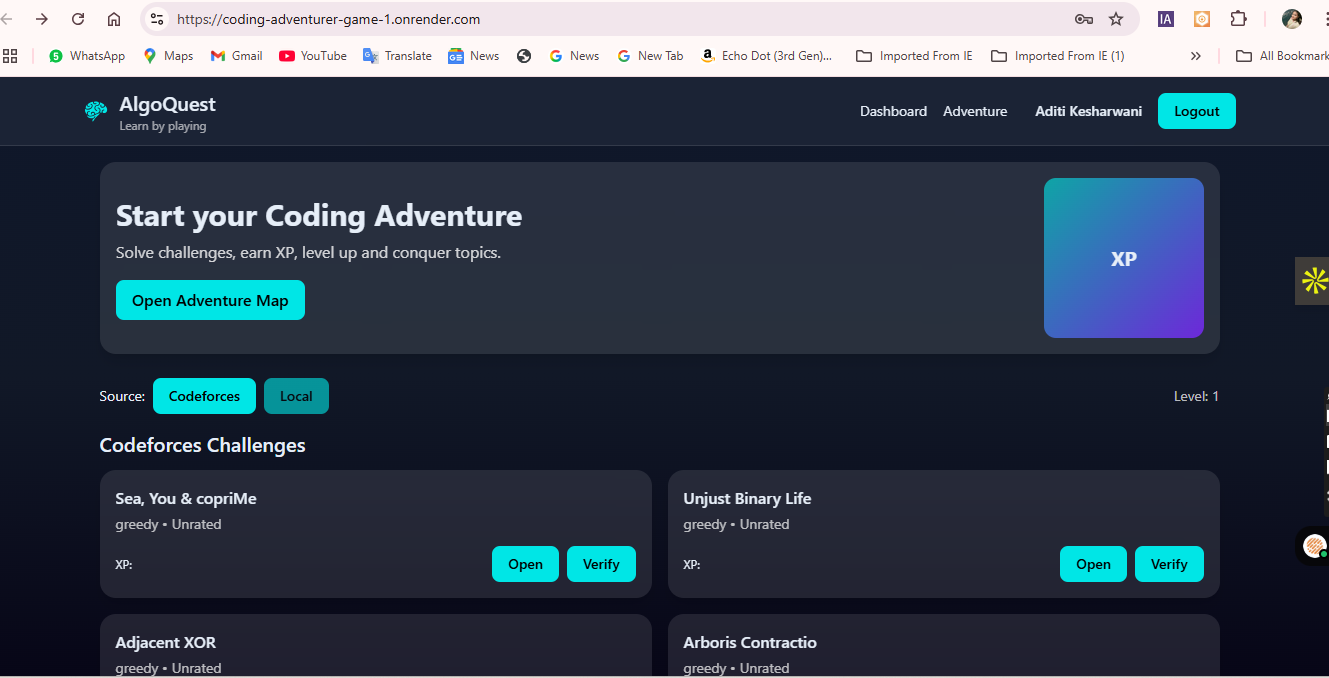 https://coding-adventurer-game-1.onrender.com
IA
WhatsApp Maps Gmail YouTube Translate News News New Tab Echo Dot (3rd Gen)... Imported From IE Imported From IE (1) » All Bookmark
AlgoQuest
Learn by playing
Dashboard Adventure Aditi Kesharwani Logout
Start your Coding Adventure
Solve challenges, earn XP, level up and conquer topics.
Open Adventure Map
XP
Source: Codeforces Local Level: 1
Codeforces Challenges
Sea, You & copriMe
greedy • Unrated
XP: Open Verify
Unjust Binary Life
greedy • Unrated
XP: Open Verify
Adjacent XOR
greedy • Unrated
Arboris Contractio
greedy • Unrated